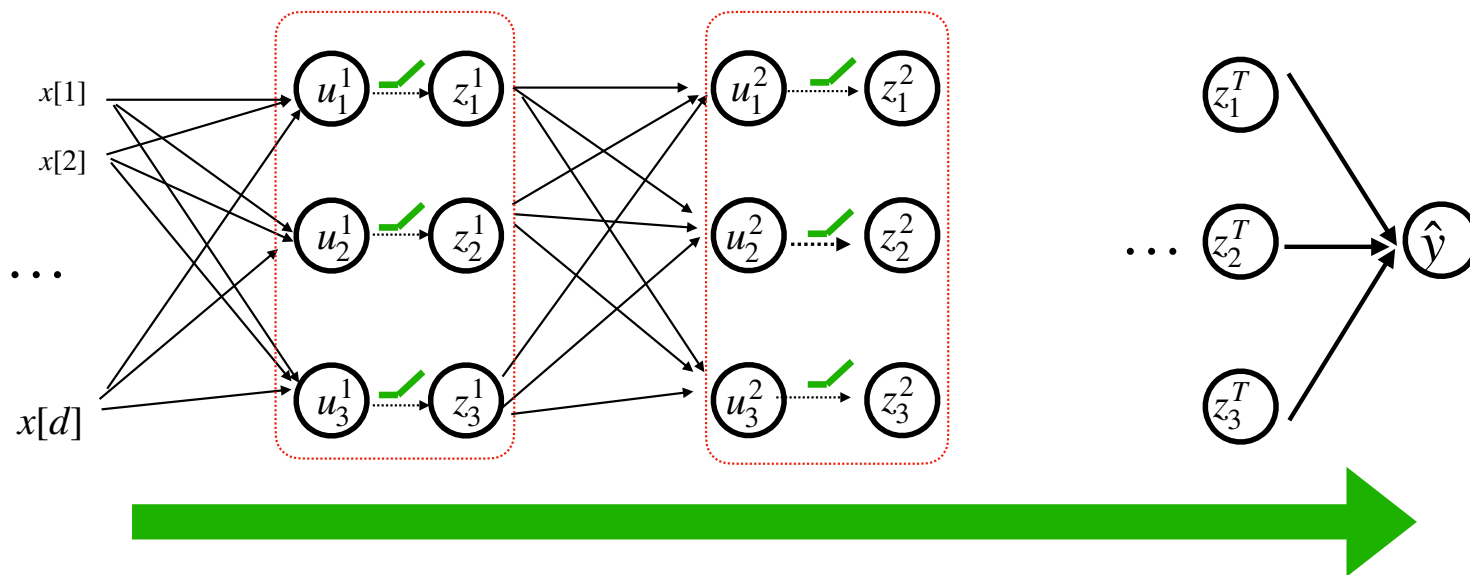 x[1]
x[2]
...
x[d]
u_1^1 z_1^1
u_2^1 z_2^1
u_3^1 z_3^1
u_1^2 z_1^2
u_2^2 z_2^2
u_3^2 z_3^2
...
z_1^T
z_2^T
z_3^T
ŷ